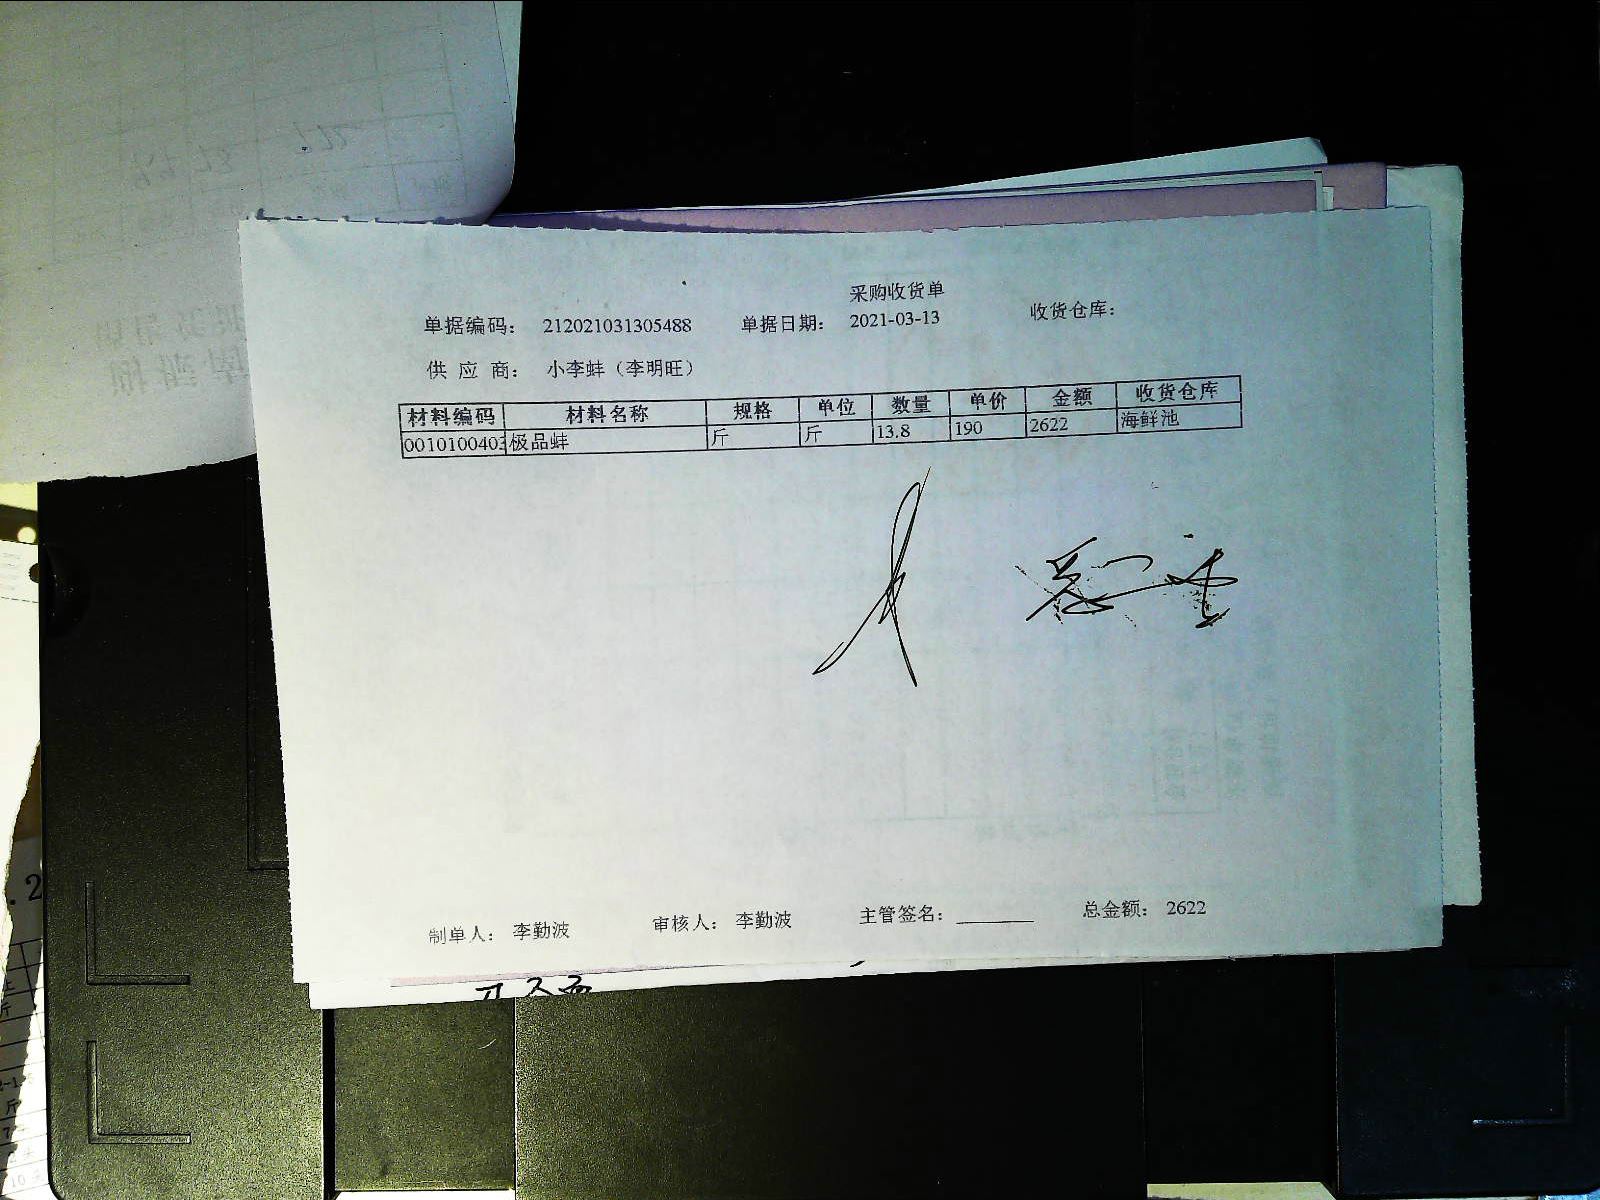 采购收货单
单据编码： 212021031305488 单据日期： 2021-03-13 收货仓库：
供 应 商： 小李蚌（李明旺）
材料编码 材料名称 规格 单位 数量 单价 金额 收货仓库
001010040 极品蚌 斤 斤 13.8 190 2622 海鲜池
制单人： 李勤波 审核人： 李勤波 主管签名： 总金额： 2622